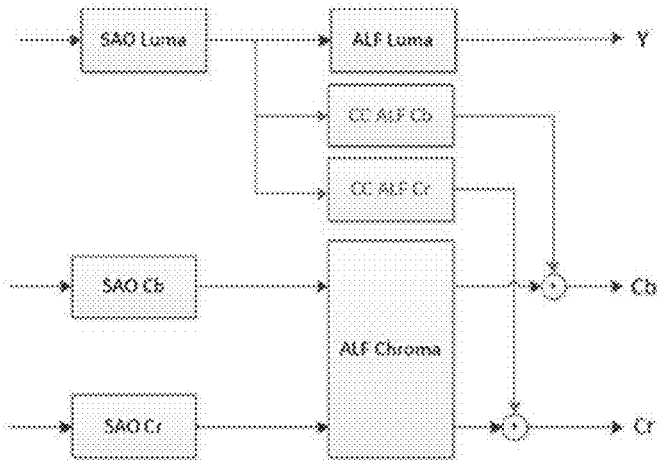 SAO Luma
ALF Luma
Y
CC ALF Cb
CC ALF Cr
SAO Cb
ALF Chroma
+
Cb
SAO Cr
+
Cr